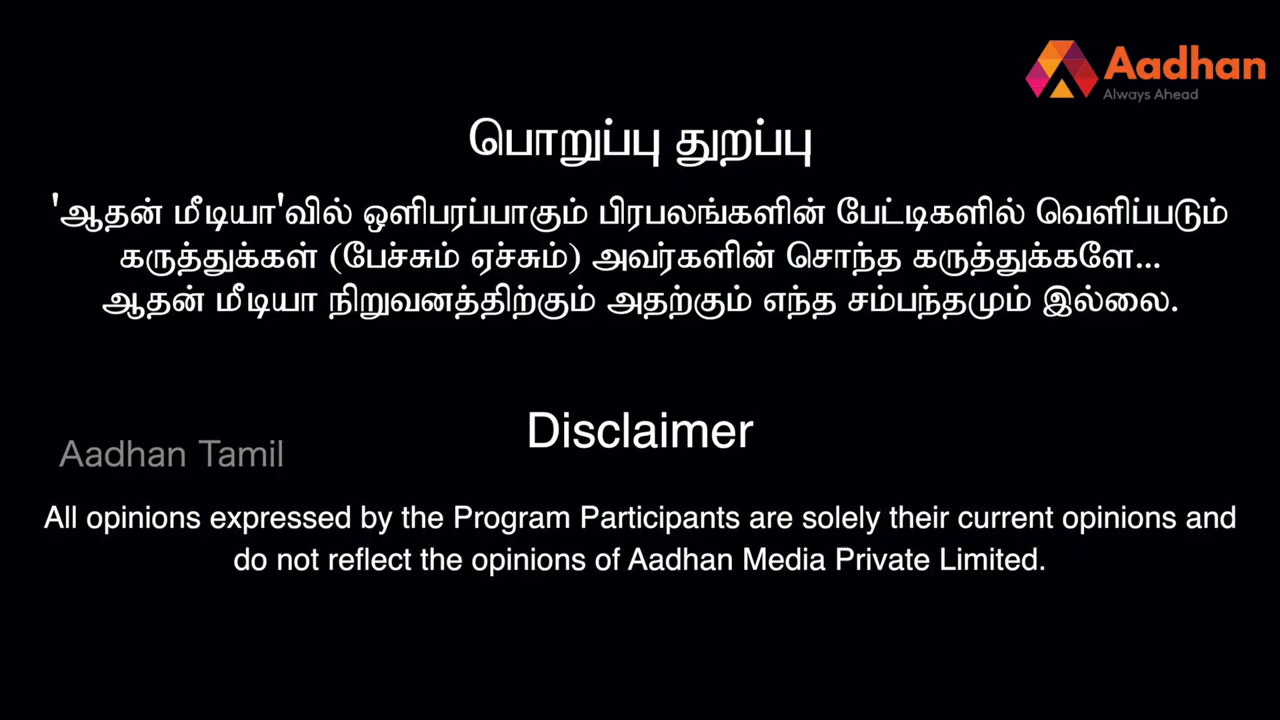 Aadhan
Always Ahead
பொறுப்பு துறப்பு
'ஆதன் மீடியா'வில் ஒளிபரப்பாகும் பிரபலங்களின் பேட்டிகளில் வெளிப்படும்
கருத்துக்கள் (பேச்சும் ஏச்சும்) அவர்களின் சொந்த கருத்துக்களே...
ஆதன் மீடியா நிறுவனத்திற்கும் அதற்கும் எந்த சம்பந்தமும் இல்லை.
Disclaimer
Aadhan Tamil
All opinions expressed by the Program Participants are solely their current opinions and
do not reflect the opinions of Aadhan Media Private Limited.